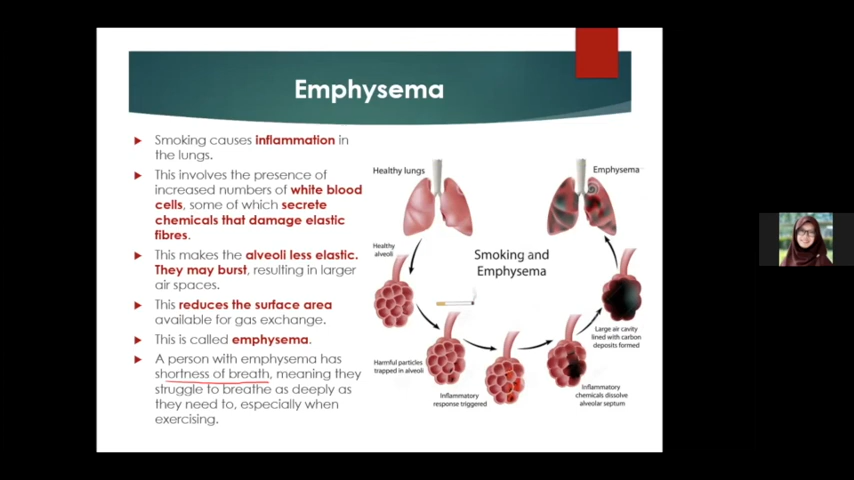 Emphysema
Smoking causes inflammation in
the lungs.
This involves the presence of
increased numbers of white blood
cells, some of which secrete
chemicals that damage elastic
fibres.
This makes the alveoli less elastic.
They may burst, resulting in larger
air spaces.
This reduces the surface area
available for gas exchange.
This is called emphysema.
A person with emphysema has
shortness of breath, meaning they
struggle to breathe as deeply as
they need to, especially when
exercising.
Healthy lungs
Emphysema
Healthy
alveoli
Smoking and
Emphysema
Harmful particles
trapped in alveoli
Inflammatory
response triggered
Inflammatory
chemicals dissolve
alveolar septum
Large air cavity
lined with carbon
deposits formed